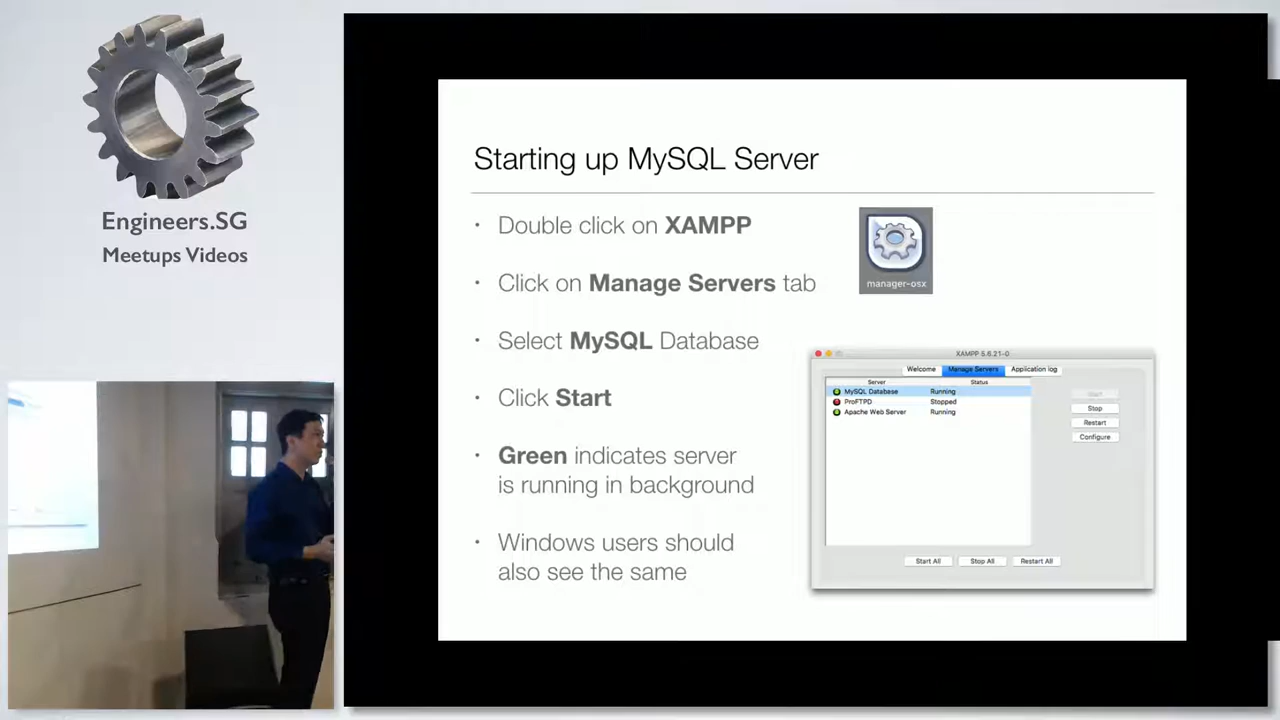 Engineers.SG
Meetups Videos
Starting up MySQL Server
• Double click on XAMPP
• Click on Manage Servers tab
• Select MySQL Database
• Click Start
• Green indicates server
is running in background
• Windows users should
also see the same
manager-osx
XAMPP 5.6.21-0
Welcome Manage Servers Application log
Server Status
MySQL Database Running
ProFTPD Stopped
Apache Web Server Running
Start
Stop
Restart
Configure
Start All Stop All Restart All